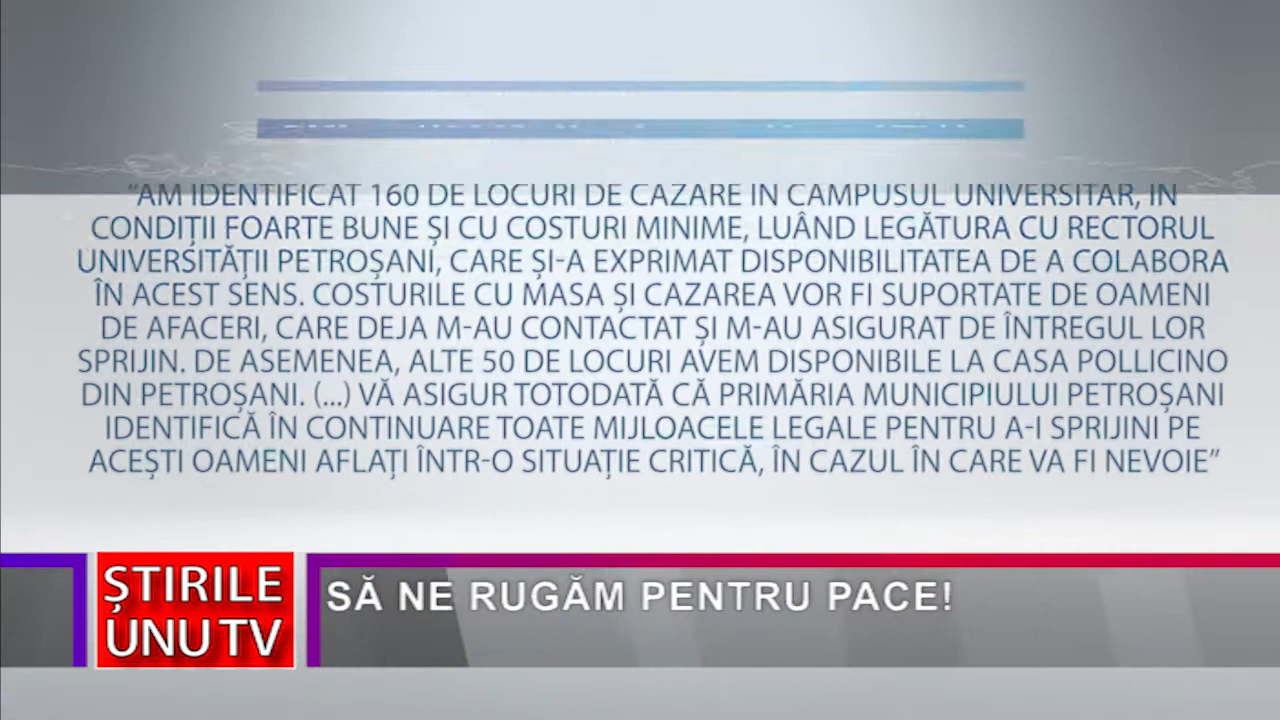 “AM IDENTIFICAT 160 DE LOCURI DE CAZARE IN CAMPUSUL UNIVERSITAR, IN
CONDIȚII FOARTE BUNE ȘI CU COSTURI MINIME, LUÂND LEGĂTURA CU RECTORUL
UNIVERSITĂȚII PETROȘANI, CARE ȘI-A EXPRIMAT DISPONIBILITATEA DE A COLABORA
ÎN ACEST SENS. COSTURILE CU MASA ȘI CAZAREA VOR FI SUPORTATE DE OAMENI
DE AFACERI, CARE DEJA M-AU CONTACTAT ȘI M-AU ASIGURAT DE ÎNTREGUL LOR
SPRIJIN. DE ASEMENEA, ALTE 50 DE LOCURI AVEM DISPONIBILE LA CASA POLLICINO
DIN PETROȘANI. (...) VĂ ASIGUR TOTODATĂ CĂ PRIMĂRIA MUNICIPIULUI PETROȘANI
IDENTIFICĂ ÎN CONTINUARE TOATE MIJLOACELE LEGALE PENTRU A-I SPRIJINI PE
ACEȘTI OAMENI AFLAȚI ÎNTR-O SITUAȚIE CRITICĂ, ÎN CAZUL ÎN CARE VA FI NEVOIE”
ȘTIRILE
UNU TV
SĂ NE RUGĂM PENTRU PACE!